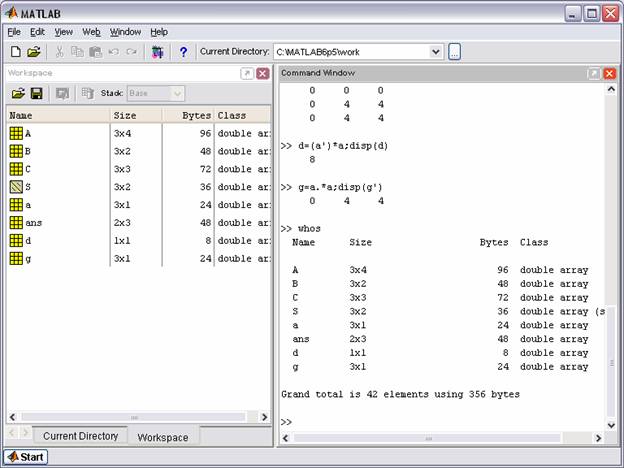 MATLAB
File Edit View Web Window Help
Current Directory: C:\MATLAB6p5\work ...
Workspace
Stack: Base
Name Size Bytes Class
A 3x4 96 double ar
B 3x2 48 double ar
C 3x3 72 double ar
S 3x2 36 double ar
a 3x1 24 double ar
ans 2x3 48 double ar
d 1x1 8 double ar
g 3x1 24 double ar
Current Directory Workspace
Command Window
0 0 0
0 4 4
0 4 4
>> d=(a')*a;disp(d)
8
>> g=a.*a;disp(g')
0 4 4
>> whos
Name Size Bytes Class
A 3x4 96 double array
B 3x2 48 double array
C 3x3 72 double array
S 3x2 36 double array (s
a 3x1 24 double array
ans 2x3 48 double array
d 1x1 8 double array
g 3x1 24 double array
Grand total is 42 elements using 356 bytes
>>
Start